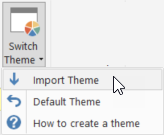 Switch
Theme
Import Theme
Default Theme
How to create a theme